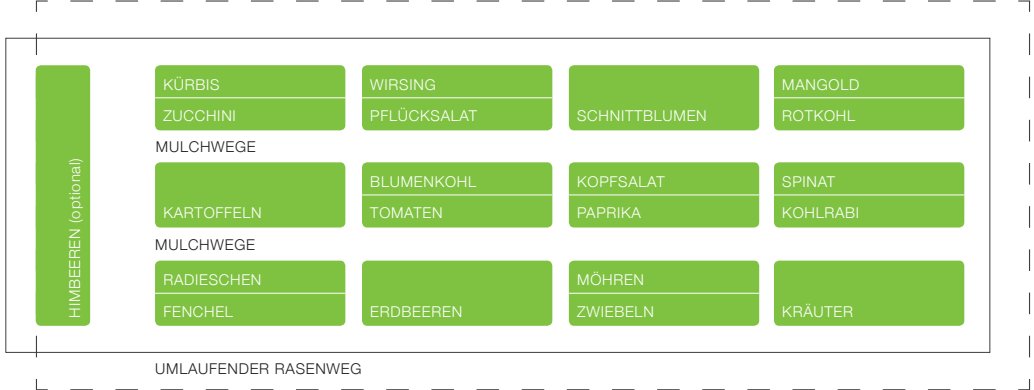 HIMBEEREN (optional)
KÜRBIS
ZUCCHINI
WIRSING
PFLÜCKSALAT
SCHNITTBLUMEN
MANGOLD
ROTKOHL
MULCHWEGE
KARTOFFELN
BLUMENKOHL
TOMATEN
KOPFSALAT
PAPRIKA
SPINAT
KOHLRABI
MULCHWEGE
RADIESCHEN
FENCHEL
ERDBEEREN
MÖHREN
ZWIEBELN
KRÄUTER
UMLAUFENDER RASENWEG